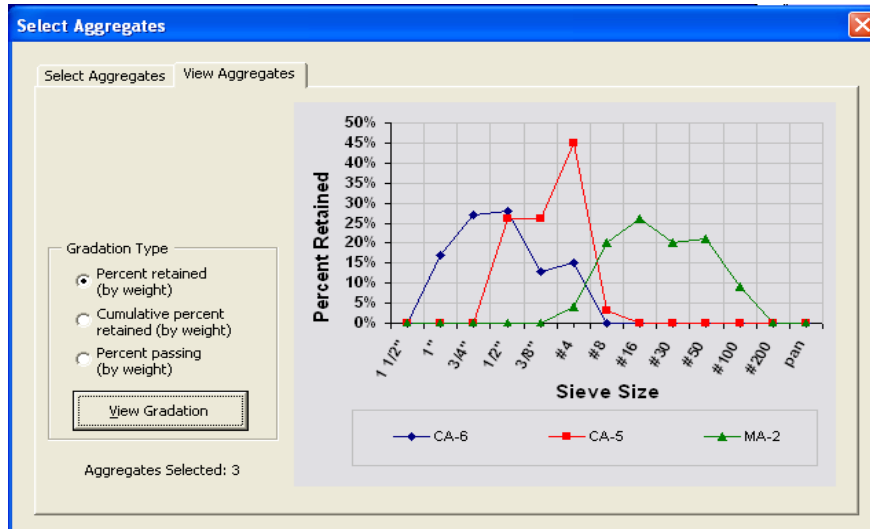 Select Aggregates
Select Aggregates
View Aggregates
Gradation Type
Percent retained
(by weight)
Cumulative percent
retained (by weight)
Percent passing
(by weight)
View Gradation
Aggregates Selected: 3
Percent Retained
50%
45%
40%
35%
30%
25%
20%
15%
10%
5%
0%
1 1/2"
1"
3/4"
1/2"
3/8"
#4
#8
#16
#30
#50
#100
#200
pan
Sieve Size
CA-6
CA-5
MA-2